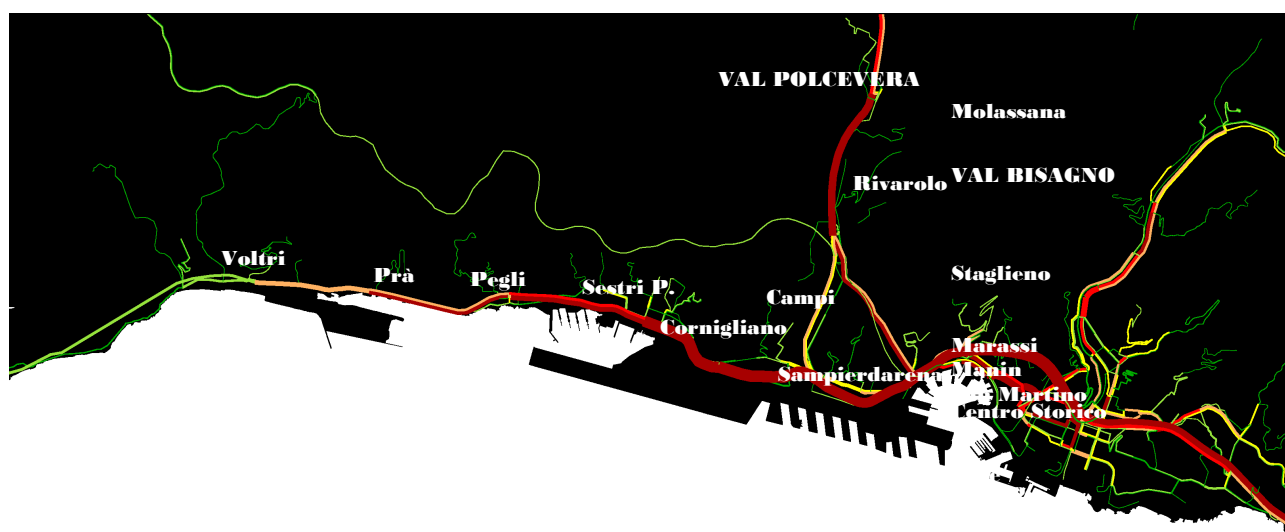 VAL POLCEVERA
Molassana
Rivarolo
VAL BISAGNO
Voltri
Prà
Pegli
Sestri P.
Staglieno
Campi
Cornigliano
Marassi
Sampierdarena
Manin
Martino
Centro Storico